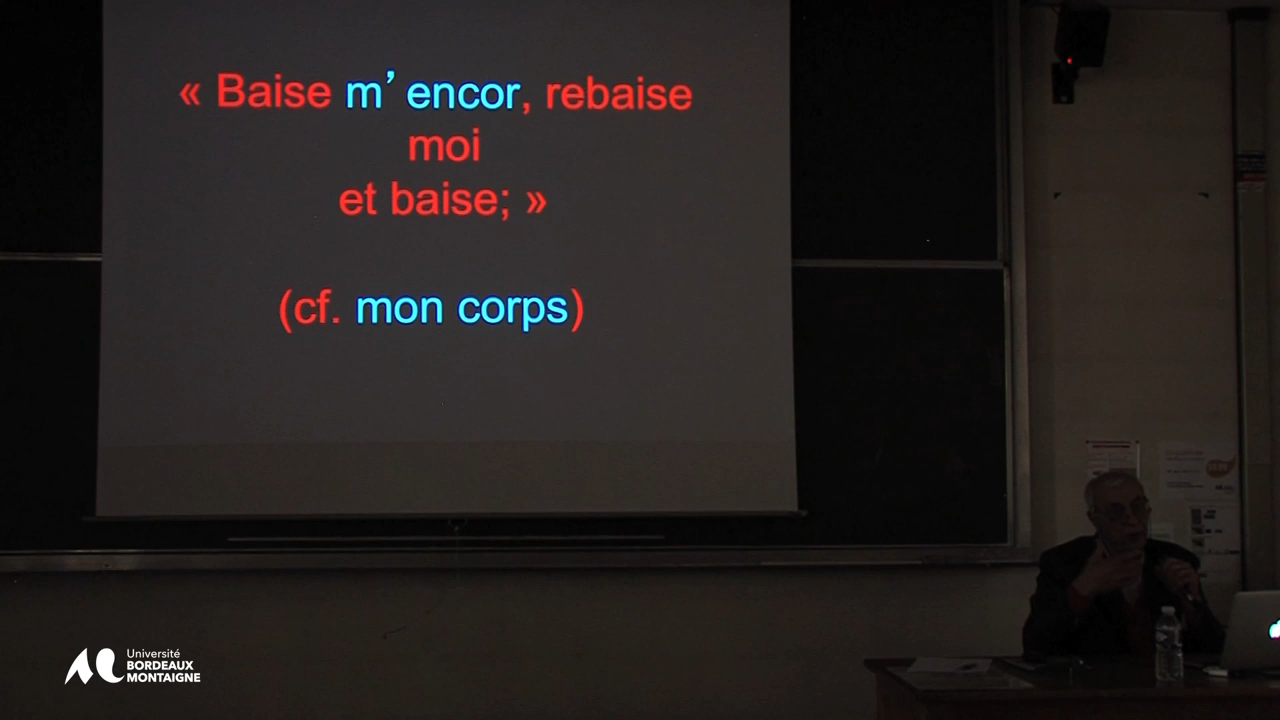 « Baise m’ encor, rebaise
moi
et baise; »
(cf. mon corps)
Université
BORDEAUX
MONTAIGNE